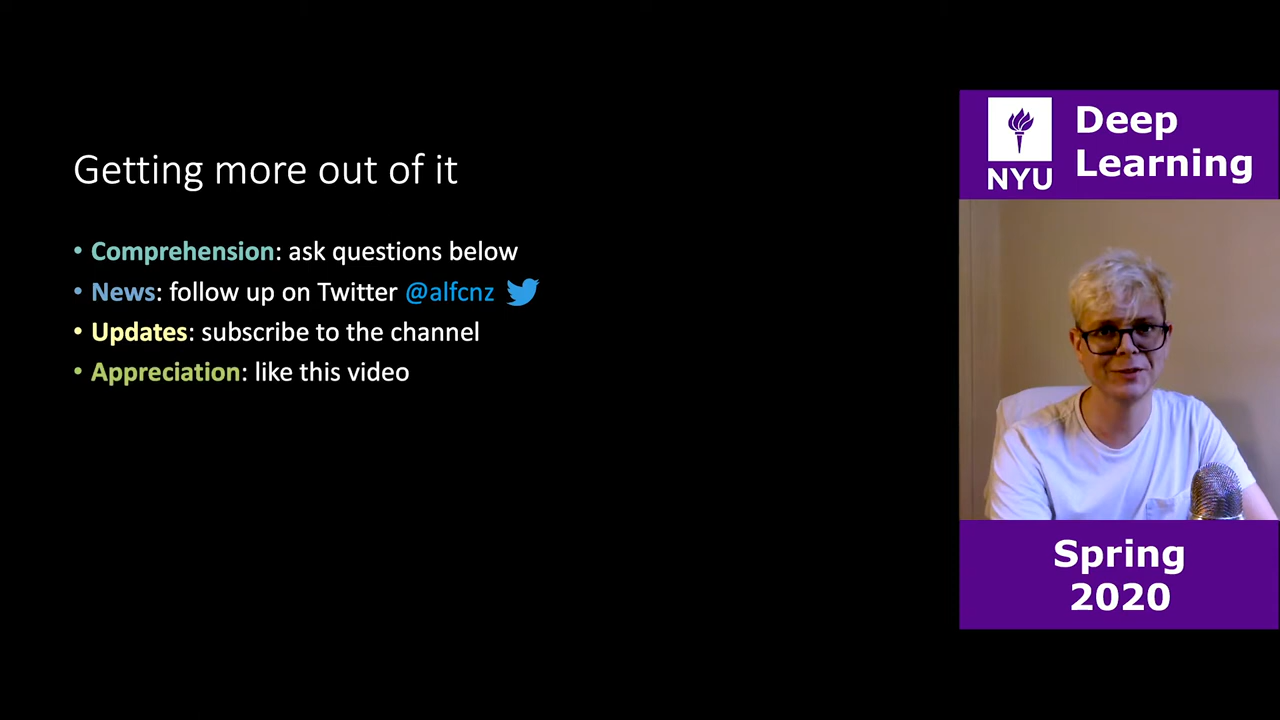 Getting more out of it
• Comprehension: ask questions below
• News: follow up on Twitter @alfcnz
• Updates: subscribe to the channel
• Appreciation: like this video
NYU
Deep
Learning
Spring
2020